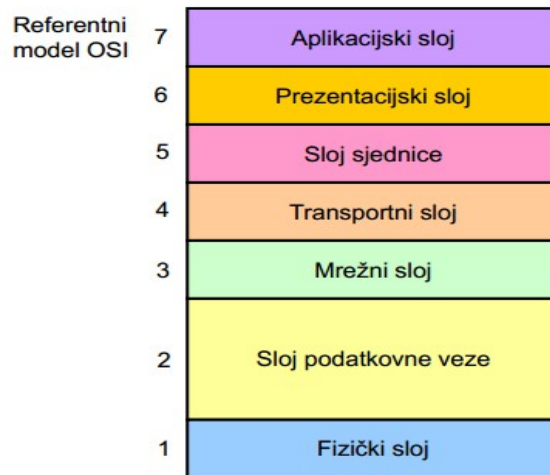 Referentni
model OSI
7 Aplikacijski sloj
6 Prezentacijski sloj
5 Sloj sjednice
4 Transportni sloj
3 Mrežni sloj
2 Sloj podatkovne veze
1 Fizički sloj